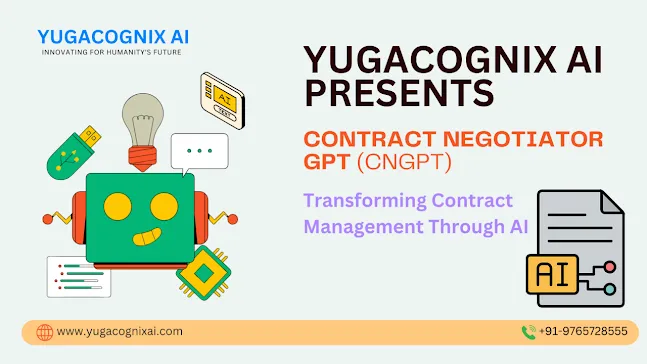 YUGACOGNIX AI
INNOVATING FOR HUMANITY'S FUTURE
YUGACOGNIX AI
PRESENTS
CONTRACT NEGOTIATOR
GPT (CNGPT)
Transforming Contract
Management Through AI
AI
TEXT
AI
www.yugacognixai.com
+91-9765728555